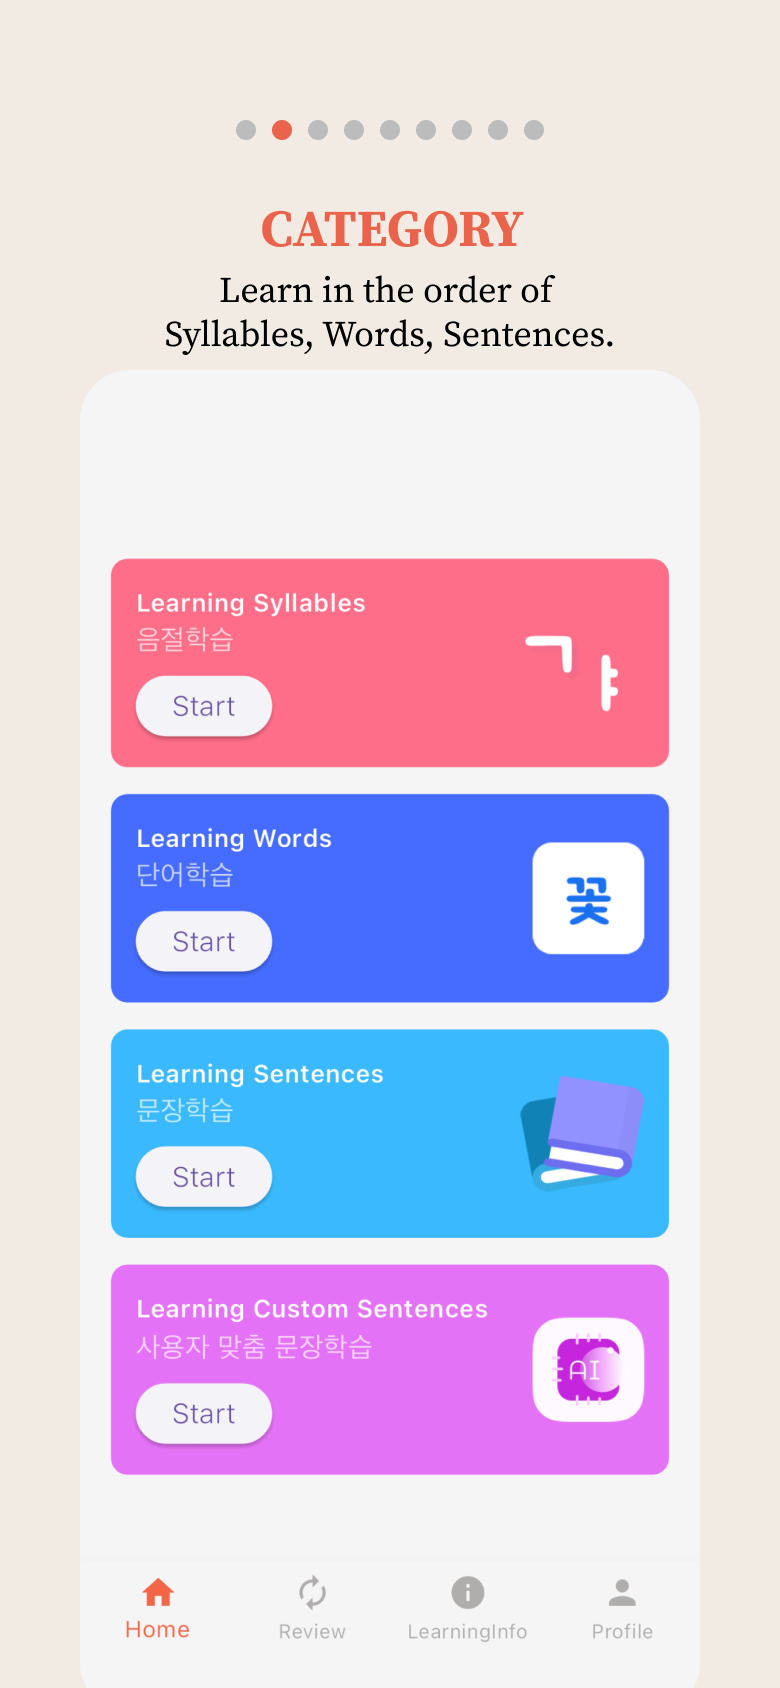 CATEGORY
Learn in the order of
Syllables, Words, Sentences.
Learning Syllables
음절학습
Start
ㄱㅑ
Learning Words
단어학습
Start
꽃
Learning Sentences
문장학습
Start
Learning Custom Sentences
사용자 맞춤 문장학습
Start
AI
Home
Review
LearningInfo
Profile